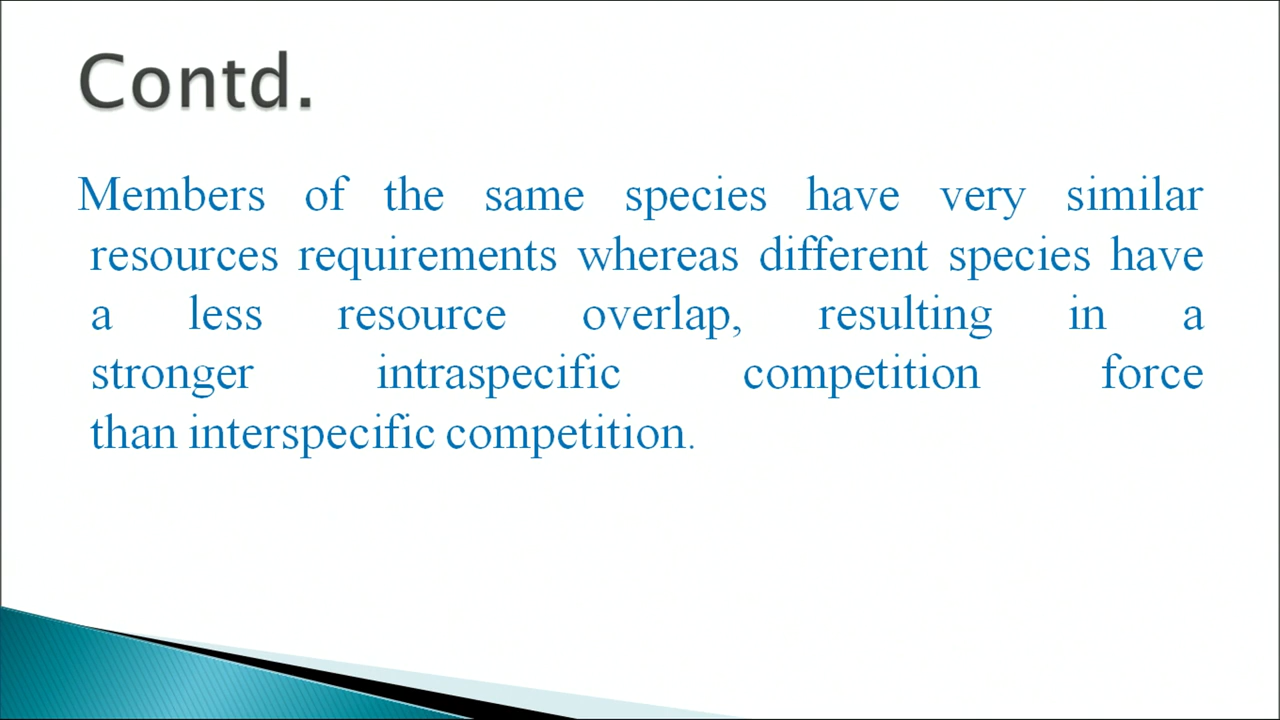 Contd.
Members of the same species have very similar
resources requirements whereas different species have
a less resource overlap, resulting in a
stronger intraspecific competition force
than interspecific competition.